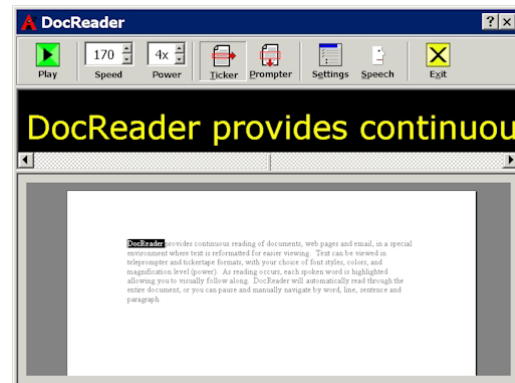 DocReader
170
4x
Play
Speed
Power
Ticker
Prompter
Settings
Speech
Exit
DocReader provides continuou
DocReader provides continuous reading of documents, web pages and email, in a special
environment where text is reformatted for easier viewing. Text can be viewed in
teleprompter and tickertape formats, with your choice of font styles, colors, and
magnification level (power). As reading occurs, each spoken word is highlighted
allowing you to visually follow along. DocReader will automatically read through the
entire document, or you can pause and manually navigate by word, line, sentence and
paragraph